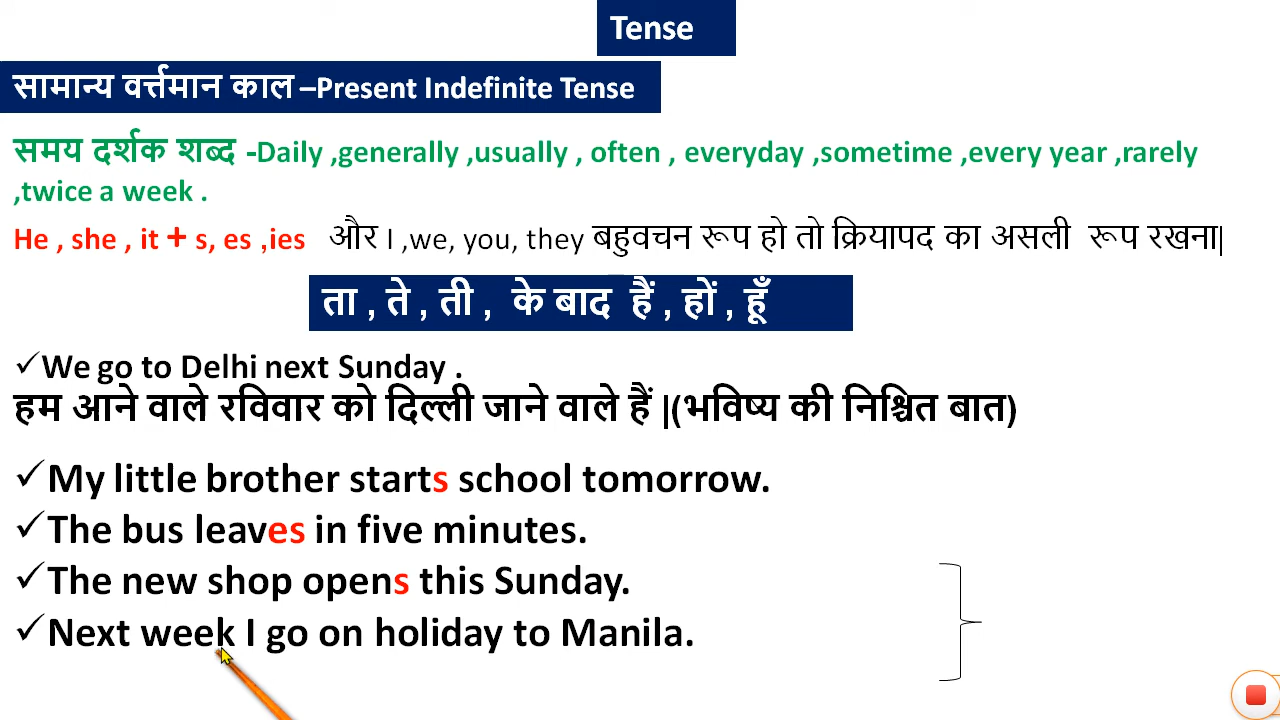 Tense
सामान्य वर्त्तमान काल –Present Indefinite Tense
समय दर्शक शब्द -Daily ,generally ,usually , often , everyday ,sometime ,every year ,rarely
,twice a week .
He , she , it + s, es ,ies और I ,we, you, they बहुवचन रूप हो तो क्रियापद का असली रूप रखना|
ता , ते , ती , के बाद हैं , हों , हूँ
✓We go to Delhi next Sunday .
हम आने वाले रविवार को दिल्ली जाने वाले हैं |(भविष्य की निश्चित बात)
✓My little brother starts school tomorrow.
✓The bus leaves in five minutes.
✓The new shop opens this Sunday.
✓Next week I go on holiday to Manila.